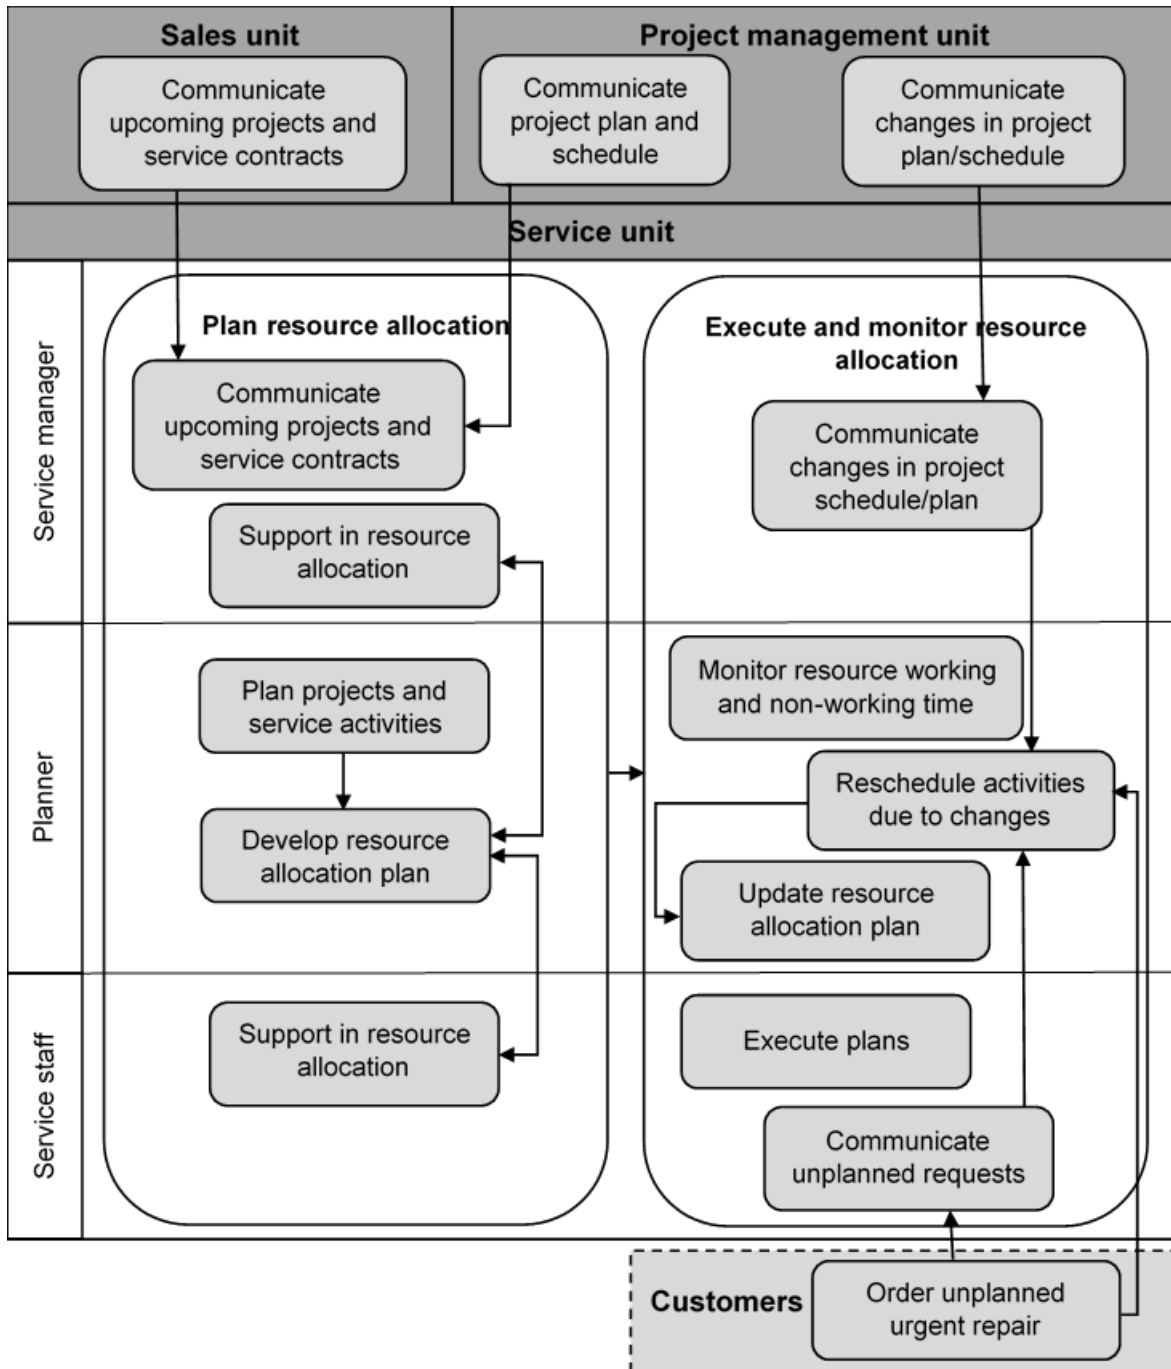 Sales unit
Project management unit
Communicate
upcoming projects and
service contracts
Communicate
project plan and
schedule
Communicate
changes in project
plan/schedule
Service unit
Service manager
Plan resource allocation
Communicate
upcoming projects and
service contracts
Support in resource
allocation
Execute and monitor resource
allocation
Communicate
changes in project
schedule/plan
Planner
Plan projects and
service activities
Develop resource
allocation plan
Monitor resource working
and non-working time
Reschedule activities
due to changes
Update resource
allocation plan
Service staff
Support in resource
allocation
Execute plans
Communicate
unplanned requests
Customers
Order unplanned
urgent repair